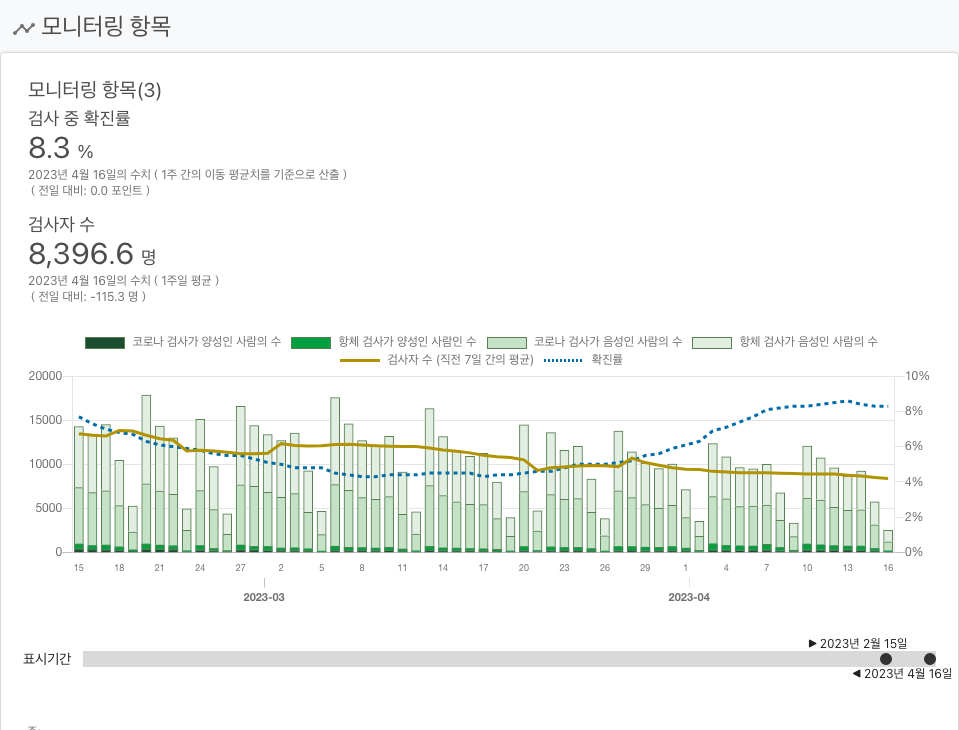 모니터링 항목
모니터링 항목(3)
검사 중 확진률
8.3 %
2023년 4월 16일의 수치 ( 1주 간의 이동 평균치를 기준으로 산출 )
( 전일 대비: 0.0 포인트 )
검사자 수
8,396.6 명
2023년 4월 16일의 수치 ( 1주일 평균 )
( 전일 대비: -115.3 명 )
코로나 검사가 양성인 사람의 수 항체 검사가 양성인 사람인 수 코로나 검사가 음성인 사람의 수 항체 검사가 음성인 사람의 수
검사자 수 (직전 7일 간의 평균) 확진률
20000 10%
8%
15000
6%
10000
4%
5000
2%
0 0%
15 18 21 24 27 2 5 8 11 14 17 20 23 26 29 1 4 7 10 13 16
2023-03 2023-04
▶ 2023년 2월 15일
표시기간
◀ 2023년 4월 16일